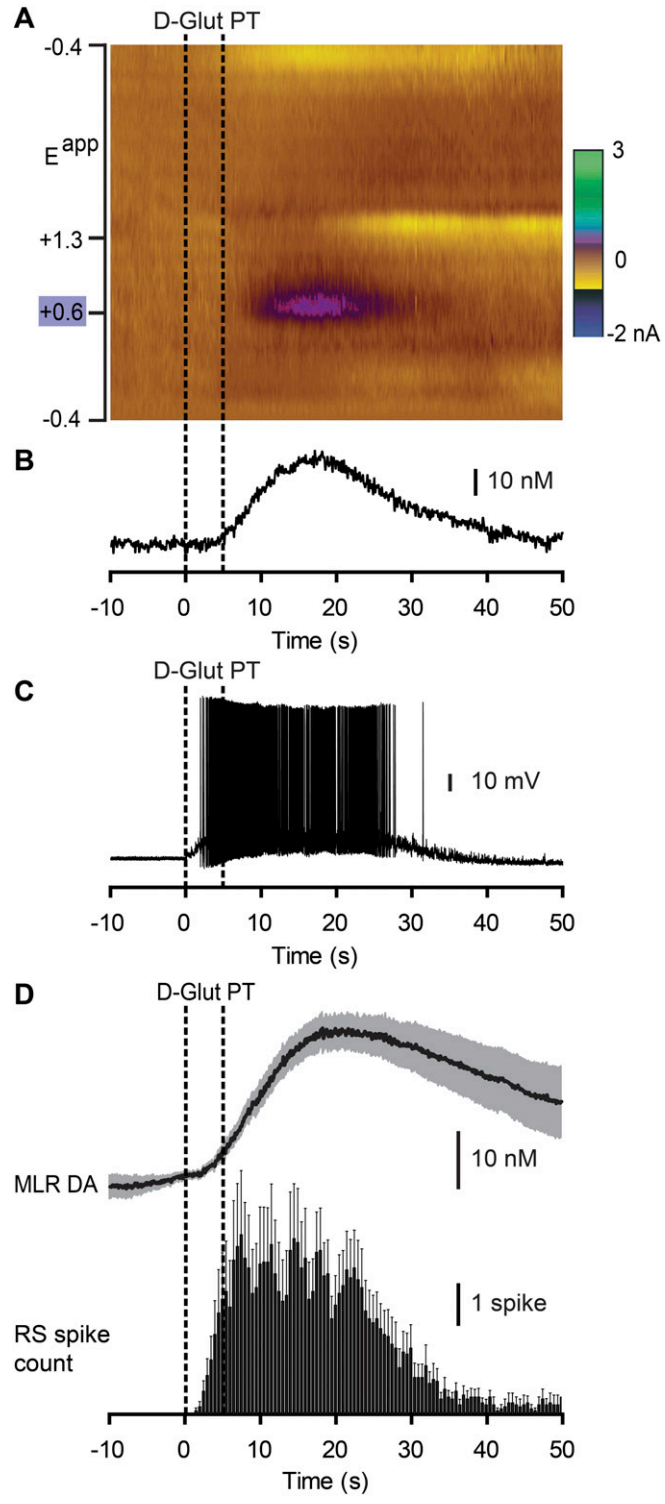 A
D-Glut PT
-0.4
E app
+1.3
+0.6
-0.4
3
0
-2 nA
B
10 nM
-10 0 10 20 30 40 50
Time (s)
C
D-Glut PT
10 mV
-10 0 10 20 30 40 50
Time (s)
D
D-Glut PT
10 nM
MLR DA
1 spike
RS spike
count
-10 0 10 20 30 40 50
Time (s)